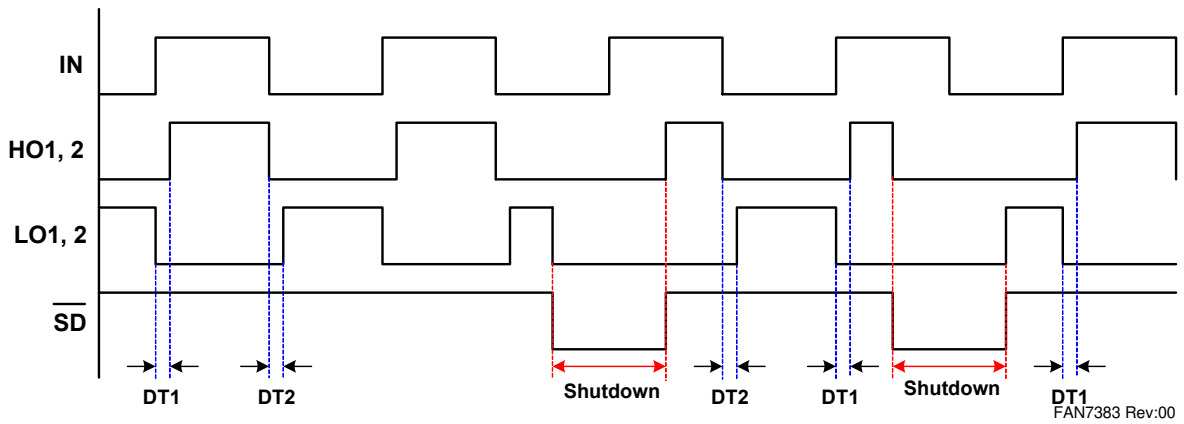 IN
HO1, 2
LO1, 2
SD
DT1
DT2
Shutdown
DT2
DT1
Shutdown
DT1
FAN7383 Rev:00